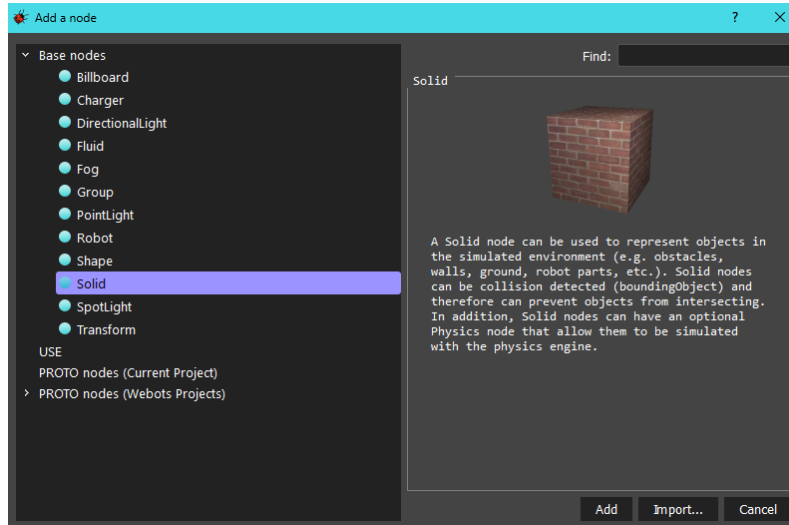 Add a node
?
Base nodes
Billboard
Charger
DirectionalLight
Fluid
Fog
Group
PointLight
Robot
Shape
Solid
SpotLight
Transform
USE
PROTO nodes (Current Project)
PROTO nodes (Webots Projects)
Find:
Solid
A Solid node can be used to represent objects in
the simulated environment (e.g. obstacles,
walls, ground, robot parts, etc.). Solid nodes
can be collision detected (boundingObject) and
therefore can prevent objects from intersecting.
In addition, Solid nodes can have an optional
Physics node that allow them to be simulated
with the physics engine.
Add
Import...
Cancel